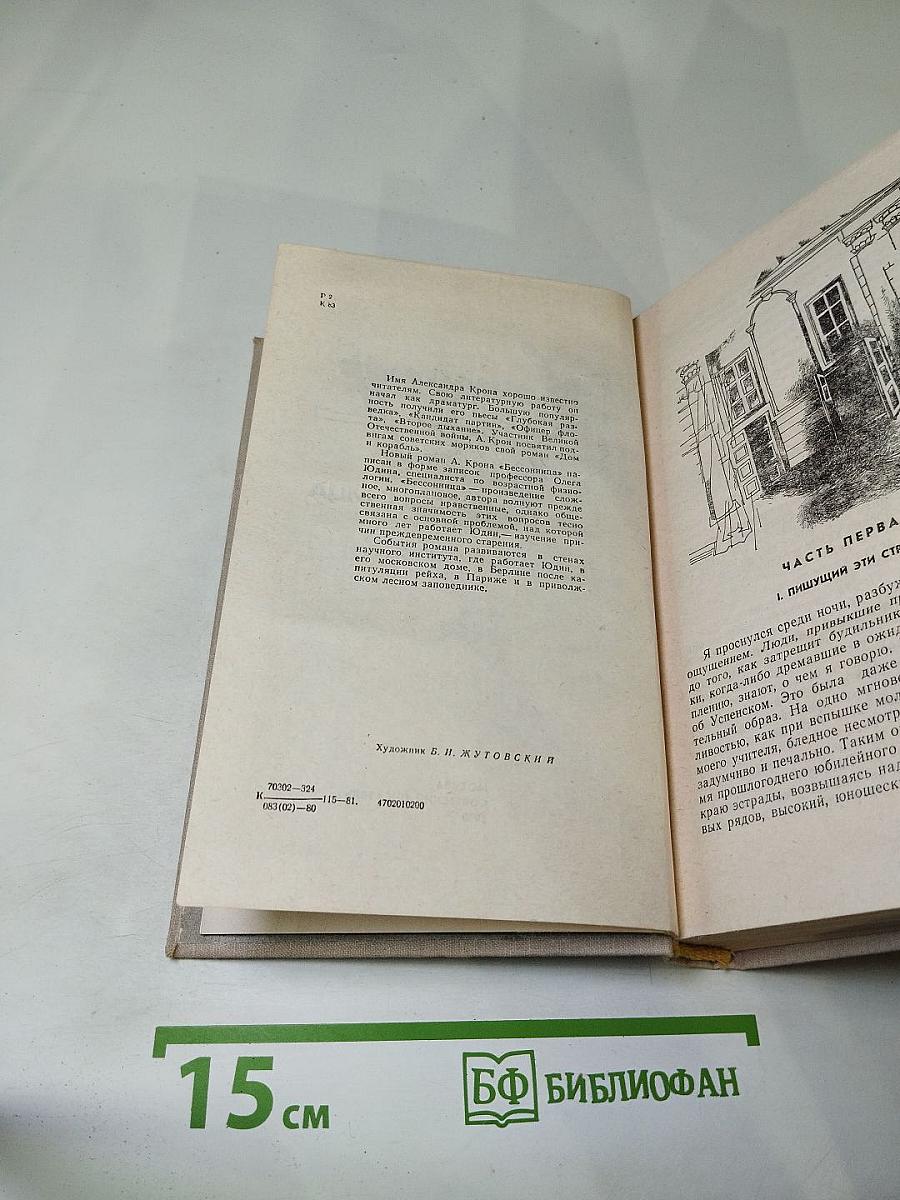 Р 2
К 83
Имя Александра Крона хорошо известно
читателям. Свою литературную работу он
начал как драматург. Большую популяр-
ность получили его пьесы «Глубокая раз-
ведка», «Кандидат партии», «Офицер фло-
та», «Второе дыхание». Участник Великой
Отечественной войны, А. Крон посвятил под-
вигам советских моряков свой роман «Дом
и корабль».
Новый роман А. Крона «Бессонница» на-
писан в форме записок профессора Олега
Юдина, специалиста по возрастной физио-
логии. «Бессонница» — произведение слож-
ное, многоплановое, автора волнуют прежде
всего вопросы нравственные, однако обще-
ственная значимость этих вопросов тесно
связана с основной проблемой, над которой
много лет работает Юдин,— изучение при-
чин преждевременного старения.
События романа развиваются в стенах
научного института, где работает Юдин, в
его московском доме, в Берлине после ка-
питуляции рейха, в Париже и в приволж-
ском лесном заповеднике.
Художник Б. И. ЖУТОВСКИЙ
70302—324
К 115—81. 4702010200
083(02)—80
ЧАСТЬ ПЕРВА
I. ПИШУЩИЙ ЭТИ СТР
Я проснулся среди ночи, разбуж
ощущением. Люди, привыкшие пр
до того, как затрещит будильник
ки, когда-либо дремавшие в ожид
плению, знают, о чем я говорю.
об Успенском. Это была даже
тельный образ. На одно мгнове
ливостью, как при вспышке мол
моего учителя, бледное несмотр
задумчиво и печально. Таким о
мя прошлогоднего юбилейного
краю эстрады, возвышаясь над
вых рядов, высокий, юношеск
15 см
БФ БИБЛИОФАН